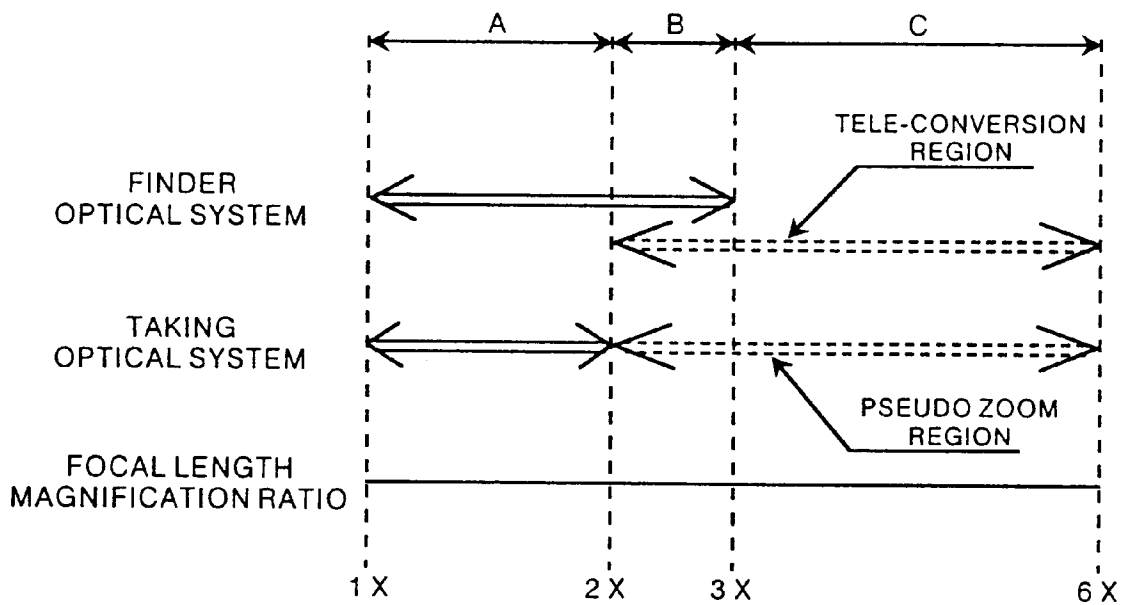 A B C
TELE-CONVERSION
REGION
FINDER
OPTICAL SYSTEM
TAKING
OPTICAL SYSTEM
PSEUDO ZOOM
REGION
FOCAL LENGTH
MAGNIFICATION RATIO
1 X 2 X 3 X 6 X